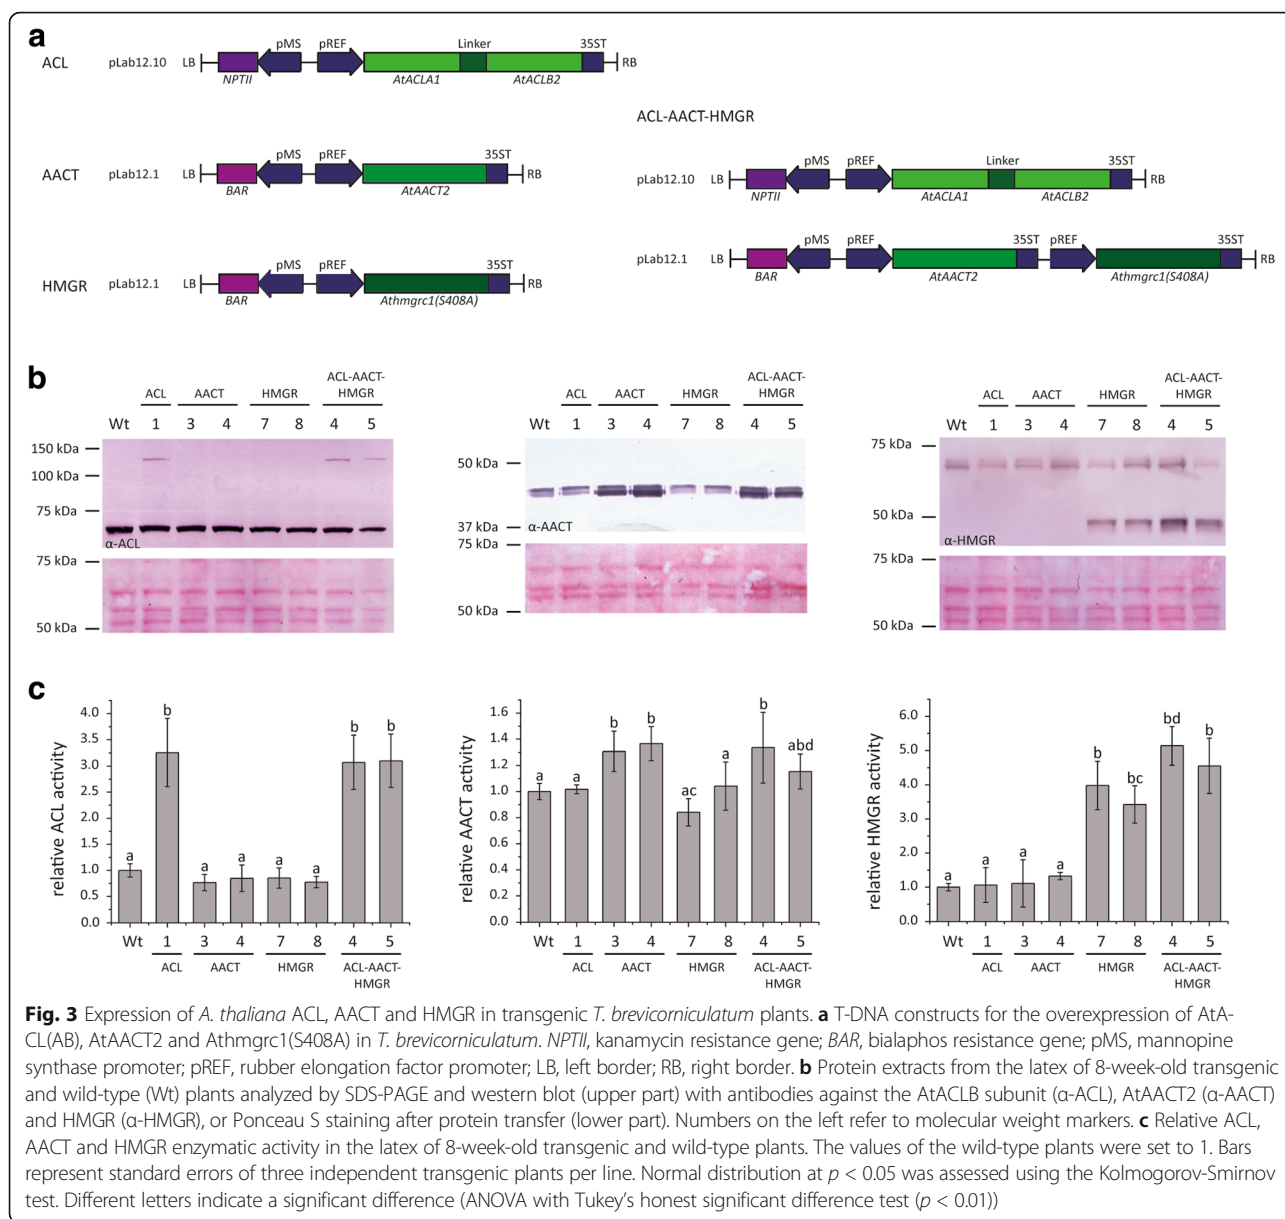 a
ACL pLab12.10 LB pMS pREF Linker 35ST RB
NPTII AtACLA1 AtACLB2
AACT pLab12.1 LB pMS pREF 35ST RB
BAR AtAACT2
HMGR pLab12.1 LB pMS pREF 35ST RB
BAR Athmgrc1(S408A)
ACL-AACT-HMGR
pLab12.10 LB pMS pREF Linker 35ST RB
NPTII AtACLA1 AtACLB2
pLab12.1 LB pMS pREF 35ST pREF 35ST RB
BAR AtAACT2 Athmgrc1(S408A)
b
ACL AACT HMGR ACL-AACT-
HMGR
Wt 1 3 4 7 8 4 5
150 kDa
100 kDa
75 kDa
α-ACL
75 kDa
50 kDa
ACL AACT HMGR ACL-AACT-
HMGR
Wt 1 3 4 7 8 4 5
50 kDa
37 kDa
α-AACT
75 kDa
50 kDa
ACL AACT HMGR ACL-AACT-
HMGR
Wt 1 3 4 7 8 4 5
75 kDa
50 kDa
α-HMGR
75 kDa
50 kDa
c
relative ACL activity
4.0
3.5
3.0
2.5
2.0
1.5
1.0
0.5
0.0
a b a a a a b b
Wt 1 3 4 7 8 4 5
ACL AACT HMGR ACL-AACT-
HMGR
relative AACT activity
1.6
1.4
1.2
1.0
0.8
0.6
0.4
0.2
0.0
a a b b ac a b abd
Wt 1 3 4 7 8 4 5
ACL AACT HMGR ACL-AACT-
HMGR
relative HMGR activity
6.0
5.0
4.0
3.0
2.0
1.0
0.0
a a a a b bc bd b
Wt 1 3 4 7 8 4 5
ACL AACT HMGR ACL-AACT-
HMGR
Fig. 3 Expression of A. thaliana ACL, AACT and HMGR in transgenic T. brevicorniculatum plants. a T-DNA constructs for the overexpression of AtA-
CL(AB), AtAACT2 and Athmgrc1(S408A) in T. brevicorniculatum. NPTII, kanamycin resistance gene; BAR, bialaphos resistance gene; pMS, mannopine
synthase promoter; pREF, rubber elongation factor promoter; LB, left border; RB, right border. b Protein extracts from the latex of 8-week-old transgenic
and wild-type (Wt) plants analyzed by SDS-PAGE and western blot (upper part) with antibodies against the AtACLB subunit (α-ACL), AtAACT2 (α-AACT)
and HMGR (α-HMGR), or Ponceau S staining after protein transfer (lower part). Numbers on the left refer to molecular weight markers. c Relative ACL,
AACT and HMGR enzymatic activity in the latex of 8-week-old transgenic and wild-type plants. The values of the wild-type plants were set to 1. Bars
represent standard errors of three independent transgenic plants per line. Normal distribution at p < 0.05 was assessed using the Kolmogorov-Smirnov
test. Different letters indicate a significant difference (ANOVA with Tukey's honest significant difference test (p < 0.01))